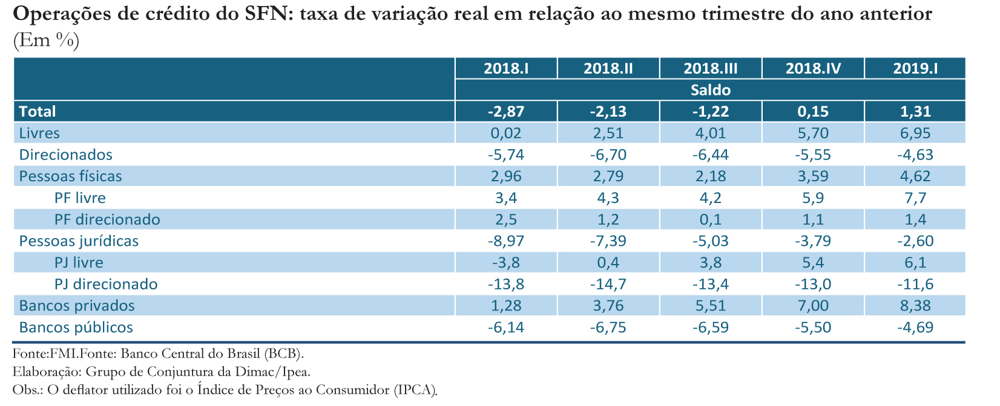 Operações de crédito do SFN: taxa de variação real em relação ao mesmo trimestre do ano anterior
(Em %)
2018.I 2018.II 2018.III 2018.IV 2019.I
Saldo
Total -2,87 -2,13 -1,22 0,15 1,31
Livres 0,02 2,51 4,01 5,70 6,95
Direcionados -5,74 -6,70 -6,44 -5,55 -4,63
Pessoas físicas 2,96 2,79 2,18 3,59 4,62
PF livre 3,4 4,3 4,2 5,9 7,7
PF direcionado 2,5 1,2 0,1 1,1 1,4
Pessoas jurídicas -8,97 -7,39 -5,03 -3,79 -2,60
PJ livre -3,8 0,4 3,8 5,4 6,1
PJ direcionado -13,8 -14,7 -13,4 -13,0 -11,6
Bancos privados 1,28 3,76 5,51 7,00 8,38
Bancos públicos -6,14 -6,75 -6,59 -5,50 -4,69
Fonte:FMI.Fonte: Banco Central do Brasil (BCB).
Elaboração: Grupo de Conjuntura da Dimac/Ipea.
Obs.: O deflator utilizado foi o Índice de Preços ao Consumidor (IPCA).